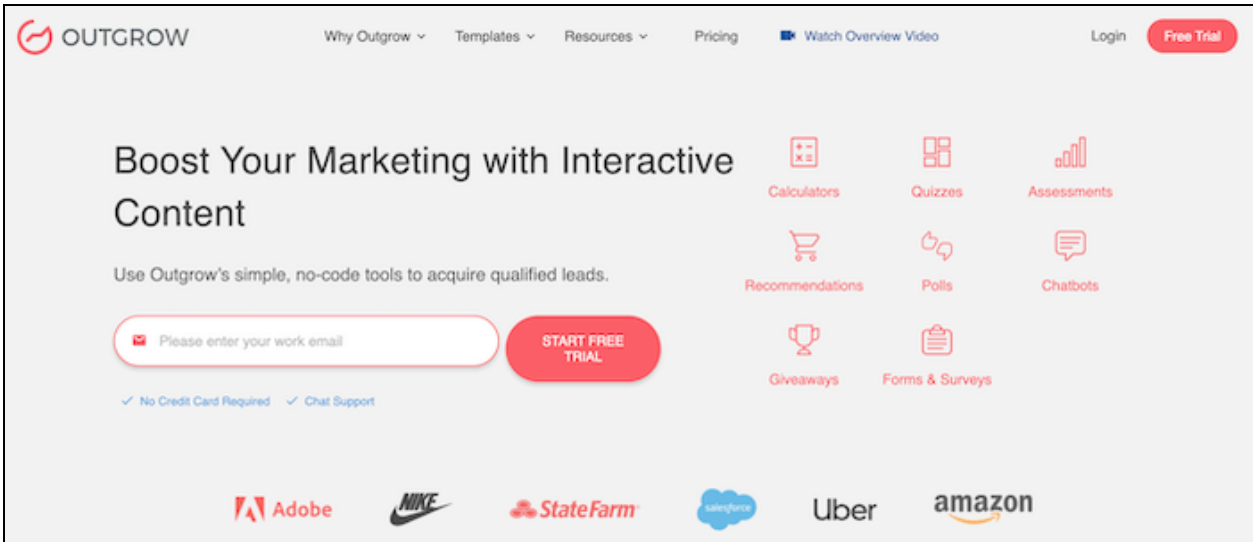 OUTGROW
Why Outgrow
Templates
Resources
Pricing
Watch Overview Video
Login
Free Trial
Boost Your Marketing with Interactive
Content
Use Outgrow's simple, no-code tools to acquire qualified leads.
Please enter your work email
START FREE
TRIAL
No Credit Card Required
Chat Support
Calculators
Quizzes
Assessments
Recommendations
Polls
Chatbots
Giveaways
Forms & Surveys
Adobe
NIKE
StateFarm
salesforce
Uber
amazon